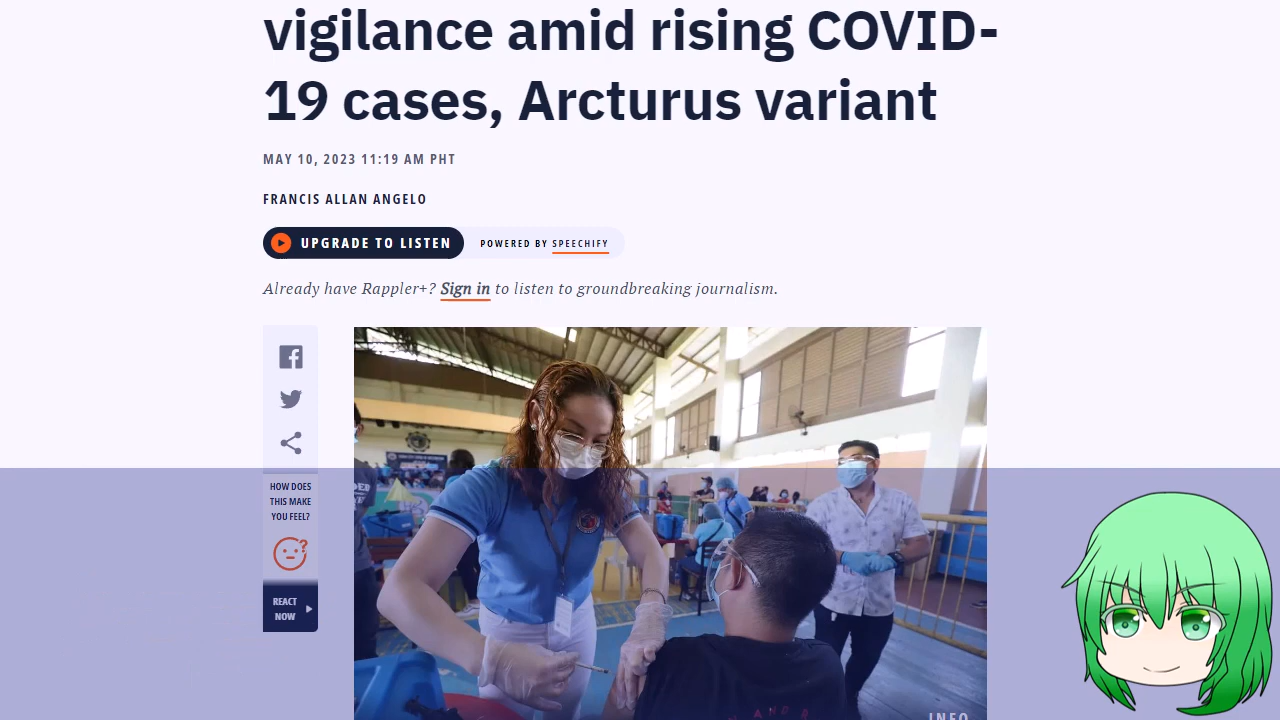 vigilance amid rising COVID-
19 cases, Arcturus variant
MAY 10, 2023 11:19 AM PHT
FRANCIS ALLAN ANGELO
UPGRADE TO LISTEN
POWERED BY SPEECHIFY
Already have Rappler+? Sign in to listen to groundbreaking journalism.
HOW DOES
THIS MAKE
YOU FEEL?
REACT
NOW